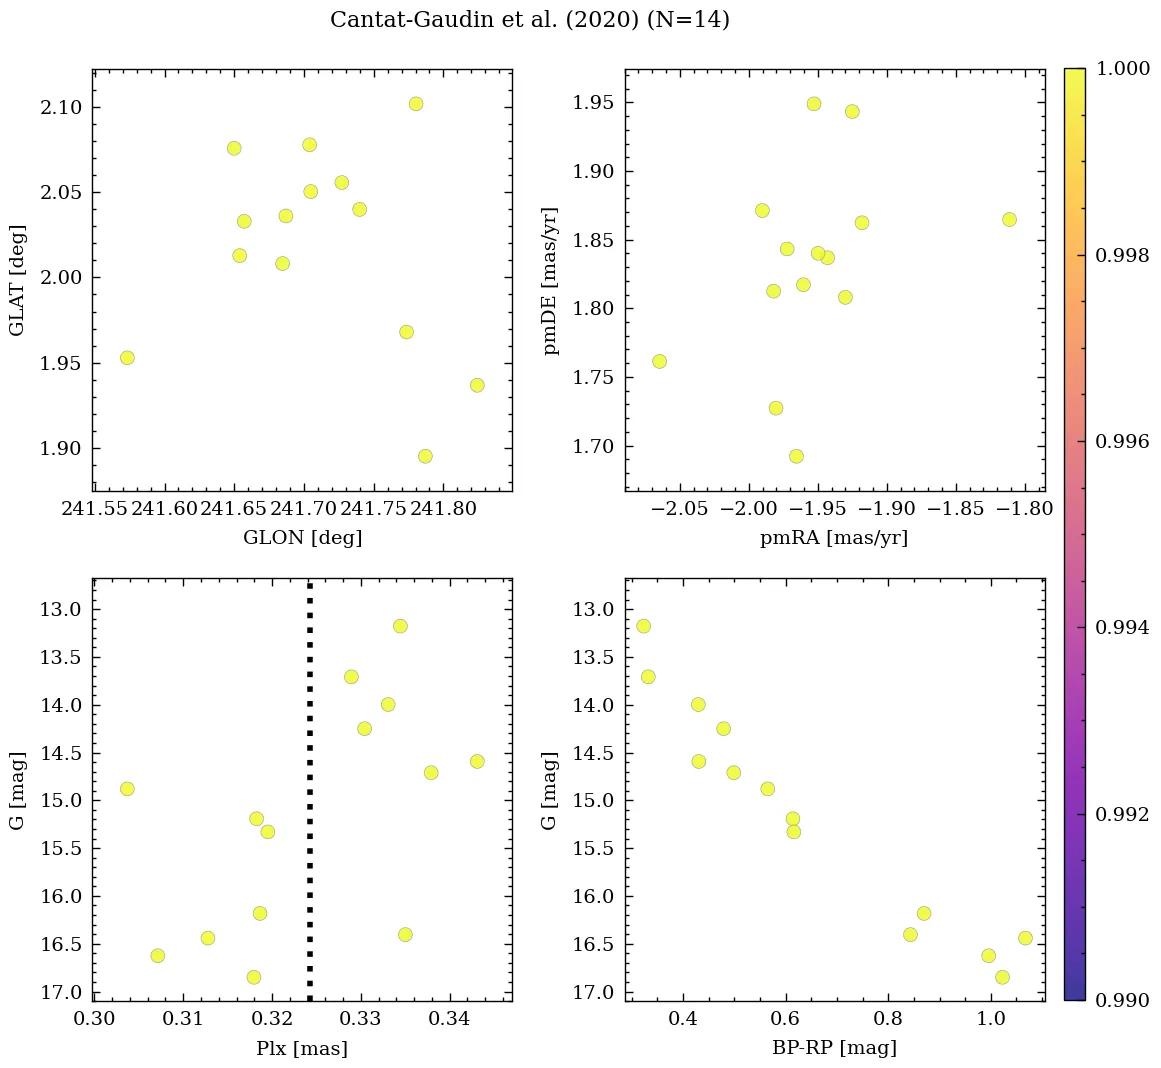 Cantat-Gaudin et al. (2020) (N=14)
2.10
2.05
2.00
1.95
1.90
GLAT [deg]
241.55 241.60 241.65 241.70 241.75 241.80
GLON [deg]
1.95
1.90
1.85
1.80
1.75
1.70
pmDE [mas/yr]
−2.05 −2.00 −1.95 −1.90 −1.85 −1.80
pmRA [mas/yr]
1.000
0.998
0.996
0.994
0.992
0.990
13.0
13.5
14.0
14.5
15.0
15.5
16.0
16.5
17.0
G [mag]
0.30 0.31 0.32 0.33 0.34
Plx [mas]
13.0
13.5
14.0
14.5
15.0
15.5
16.0
16.5
17.0
G [mag]
0.4 0.6 0.8 1.0
BP-RP [mag]